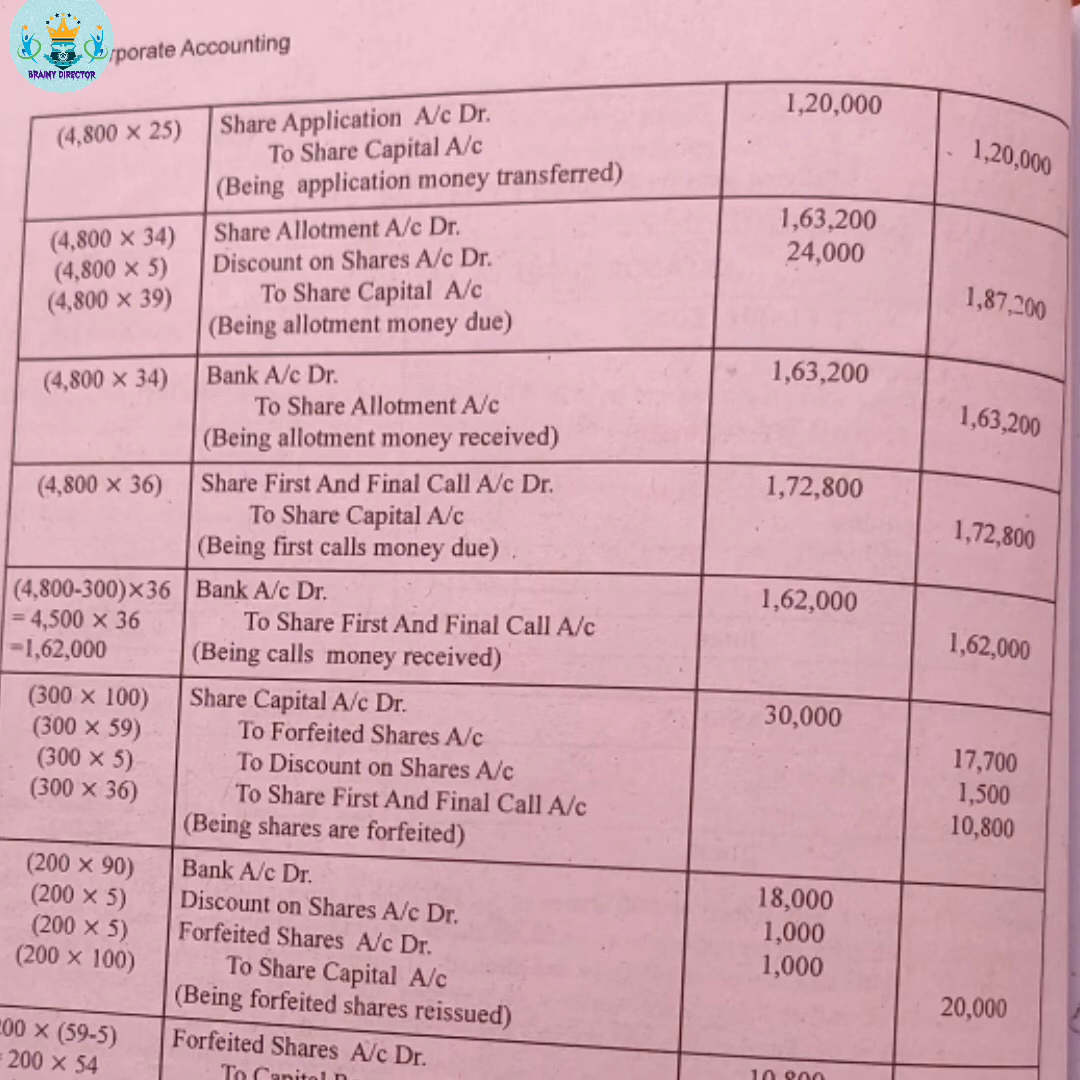 BRAINY DIRECTOR
rporate Accounting
(4,800 × 25) Share Application A/c Dr. 1,20,000
To Share Capital A/c 1,20,000
(Being application money transferred)
(4,800 × 34) Share Allotment A/c Dr. 1,63,200
(4,800 × 5) Discount on Shares A/c Dr. 24,000
(4,800 × 39) To Share Capital A/c 1,87,200
(Being allotment money due)
(4,800 × 34) Bank A/c Dr. 1,63,200
To Share Allotment A/c 1,63,200
(Being allotment money received)
(4,800 × 36) Share First And Final Call A/c Dr. 1,72,800
To Share Capital A/c 1,72,800
(Being first calls money due)
(4,800-300)×36 Bank A/c Dr. 1,62,000
= 4,500 × 36 To Share First And Final Call A/c 1,62,000
=1,62,000 (Being calls money received)
(300 × 100) Share Capital A/c Dr. 30,000
(300 × 59) To Forfeited Shares A/c 17,700
(300 × 5) To Discount on Shares A/c 1,500
(300 × 36) To Share First And Final Call A/c 10,800
(Being shares are forfeited)
(200 × 90) Bank A/c Dr. 18,000
(200 × 5) Discount on Shares A/c Dr. 1,000
(200 × 5) Forfeited Shares A/c Dr. 1,000
(200 × 100) To Share Capital A/c 20,000
(Being forfeited shares reissued)
00 × (59-5) Forfeited Shares A/c Dr. 10,800
200 × 54 To Capital